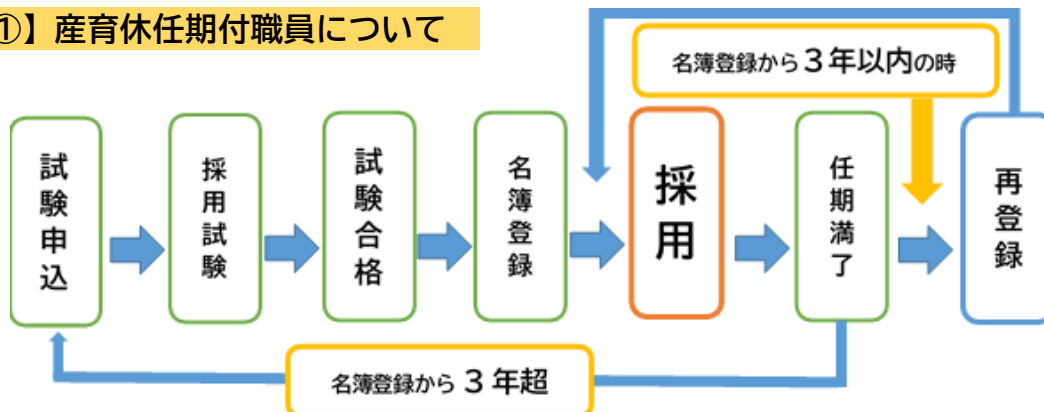 ①】産育休任期付職員について
名簿登録から3年以内の時
試験申込
採用試験
試験合格
名簿登録
採用
任期満了
再登録
名簿登録から3年超